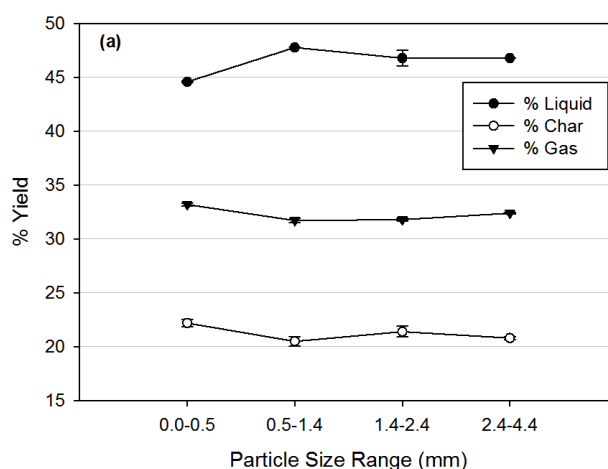 (a)
50
45
40
35
30
25
20
15
% Yield
% Liquid
% Char
% Gas
0.0-0.5 0.5-1.4 1.4-2.4 2.4-4.4
Particle Size Range (mm)